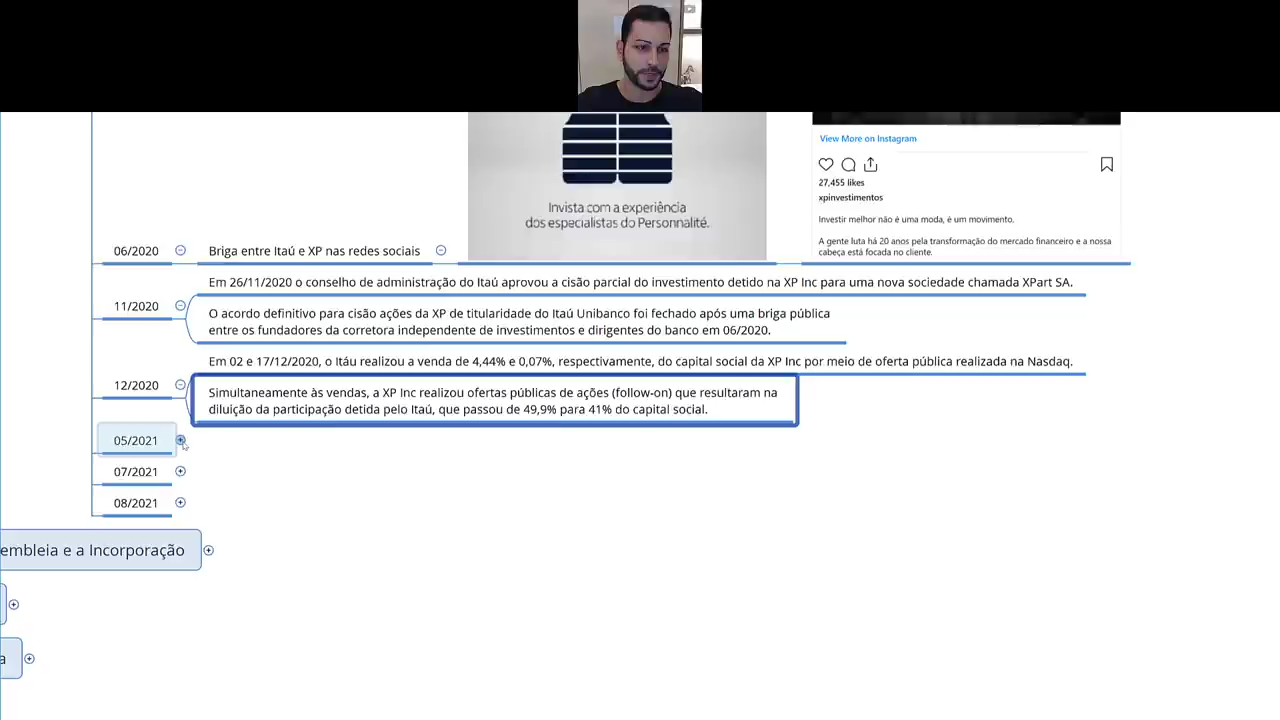 View More on Instagram
27,455 likes
xpinvestimentos
Investir melhor não é uma moda, é um movimento.
A gente luta há 20 anos pela transformação do mercado financeiro e a nossa
cabeça está focada no cliente.
Invista com a experiência
dos especialistas do Personnalité.
06/2020
Briga entre Itaú e XP nas redes sociais
Em 26/11/2020 o conselho de administração do Itaú aprovou a cisão parcial do investimento detido na XP Inc para uma nova sociedade chamada XPart SA.
11/2020
O acordo definitivo para cisão ações da XP de titularidade do Itaú Unibanco foi fechado após uma briga pública
entre os fundadores da corretora independente de investimentos e dirigentes do banco em 06/2020.
Em 02 e 17/12/2020, o Itáu realizou a venda de 4,44% e 0,07%, respectivamente, do capital social da XP Inc por meio de oferta pública realizada na Nasdaq.
12/2020
Simultaneamente às vendas, a XP Inc realizou ofertas públicas de ações (follow-on) que resultaram na
diluição da participação detida pelo Itaú, que passou de 49,9% para 41% do capital social.
05/2021
07/2021
08/2021
embleia e a Incorporação
a